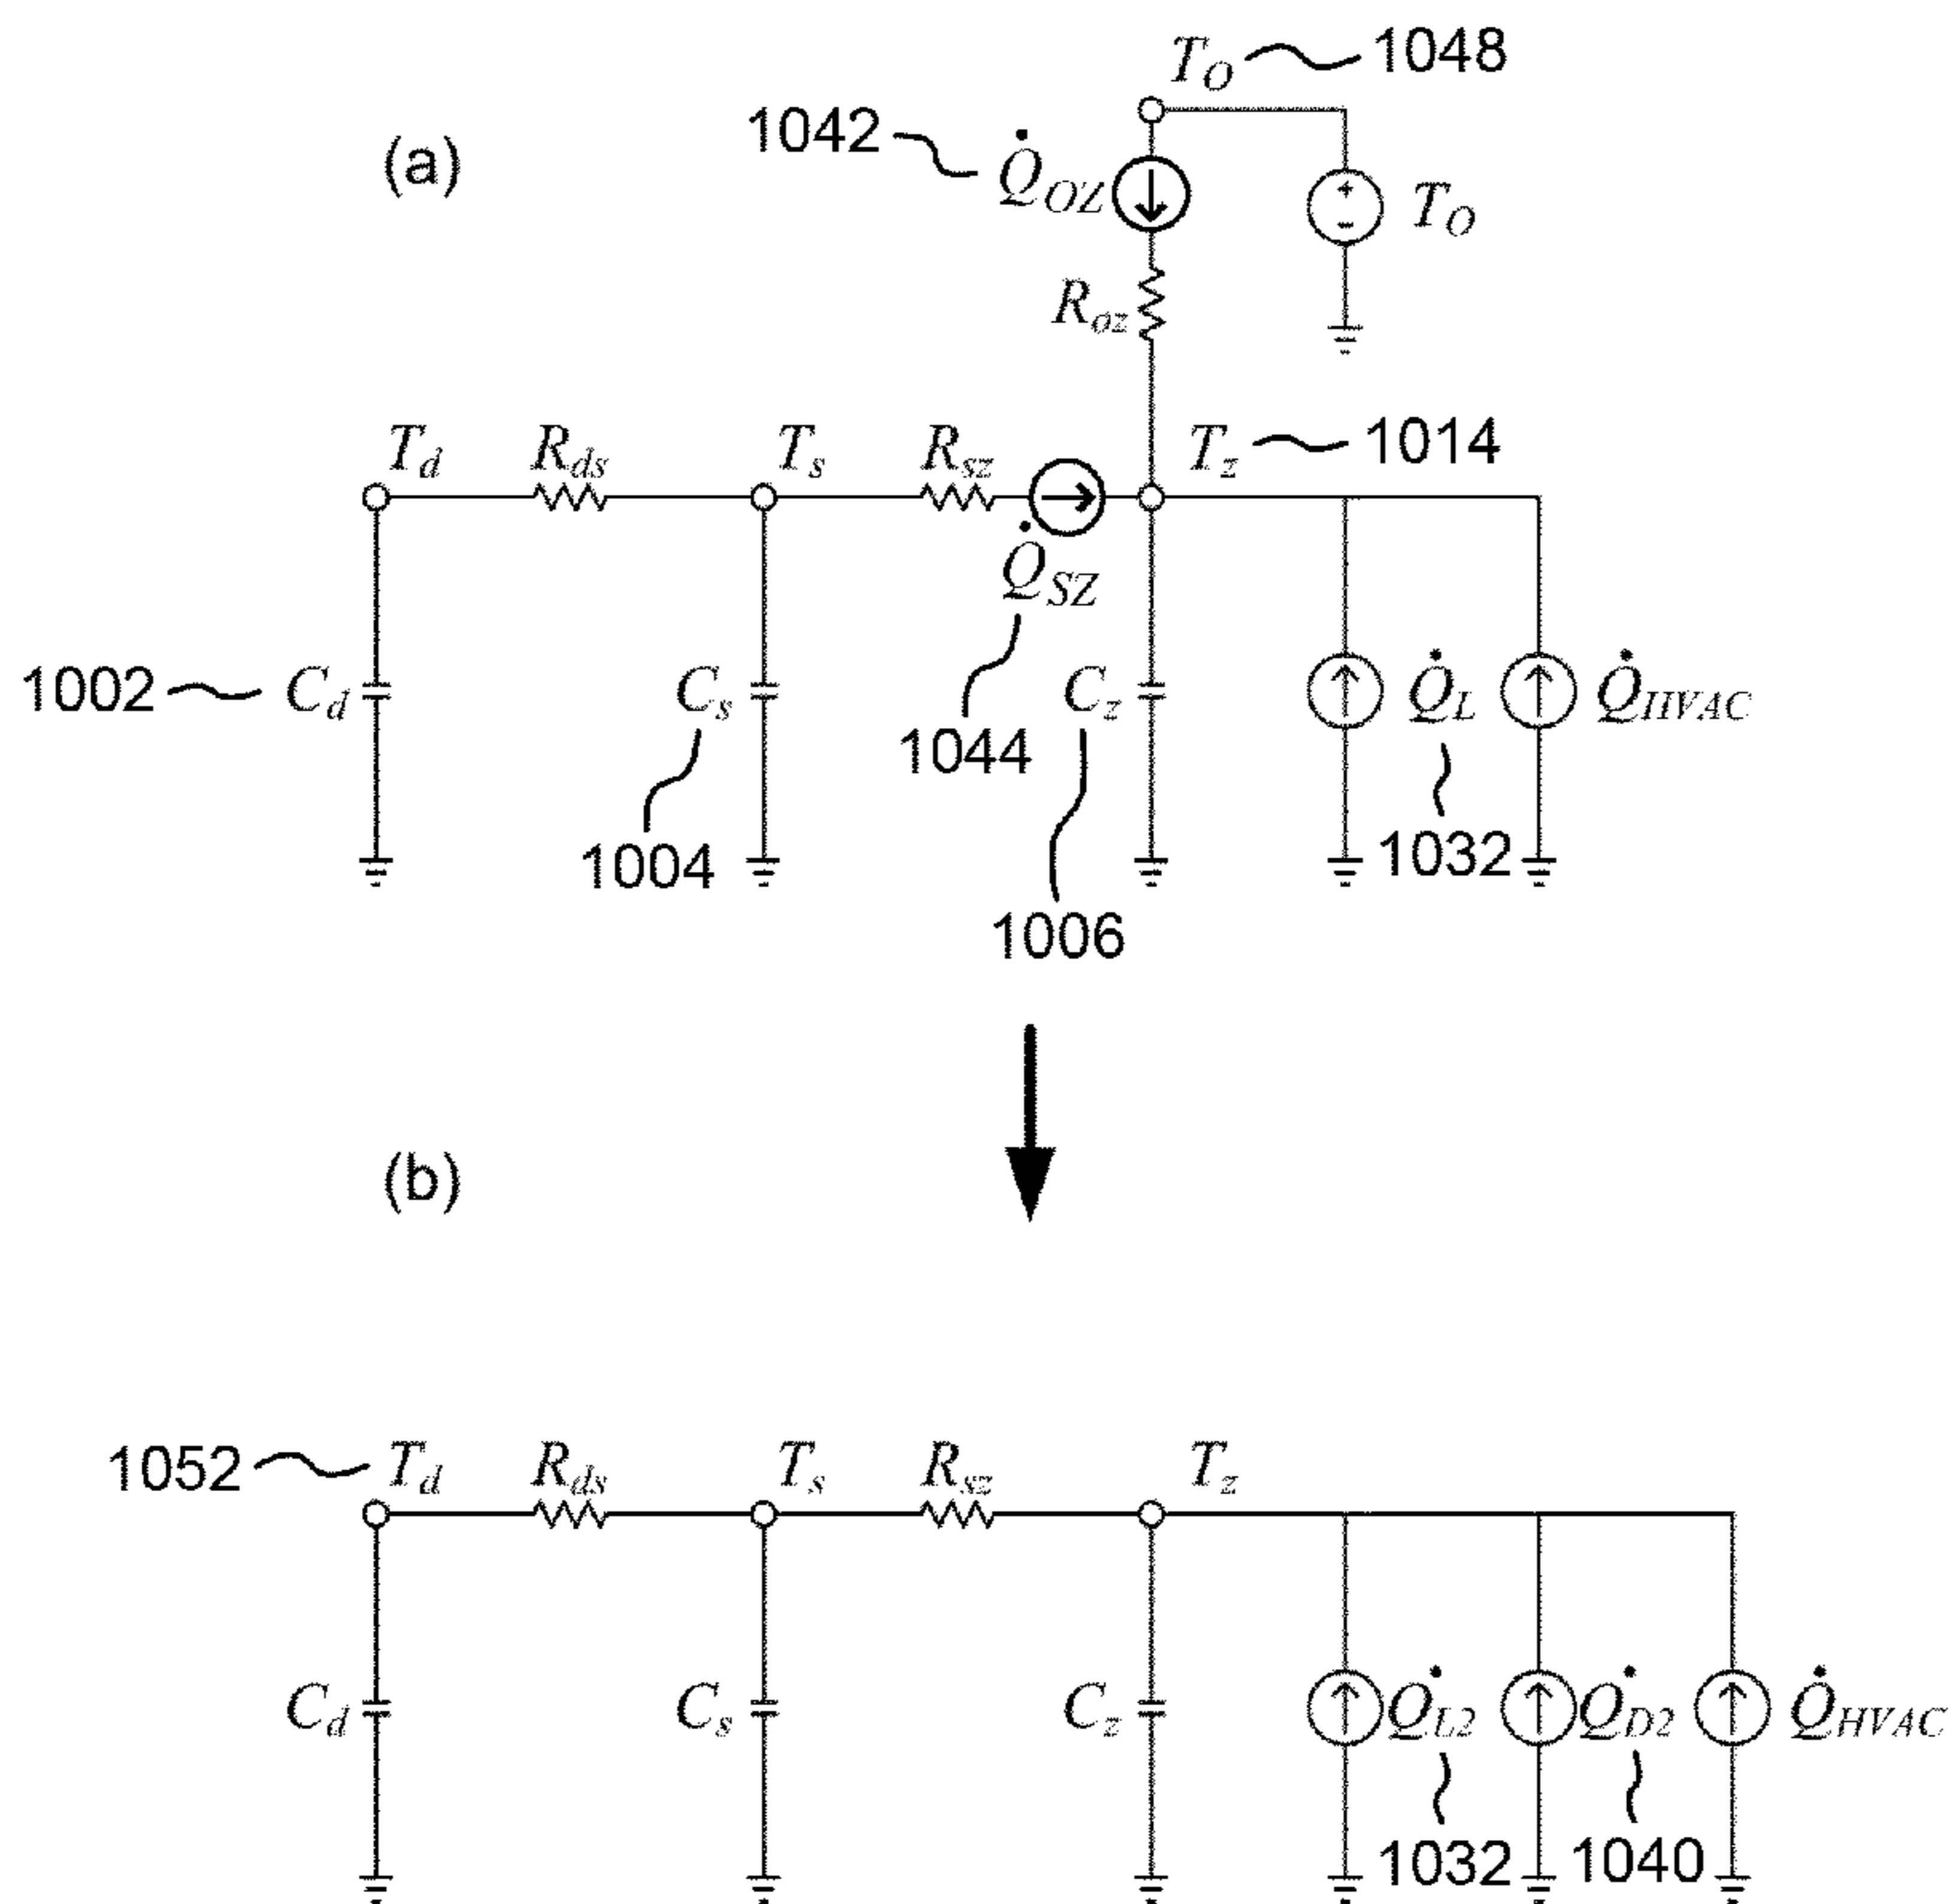 T_O 1048
1042
(a)
Q̇_OZ
+
-
T_O
R_oz
T_d R_ds T_s R_sz T_z 1014
Q̇_SZ
1002 C_d C_s C_z Q̇_L Q̇_HVAC
1044
1004 1032
1006
(b)
1052 T_d R_ds T_s R_sz T_z
C_d C_s C_z Q̇_L2 Q̇_D2 Q̇_HVAC
1032 1040